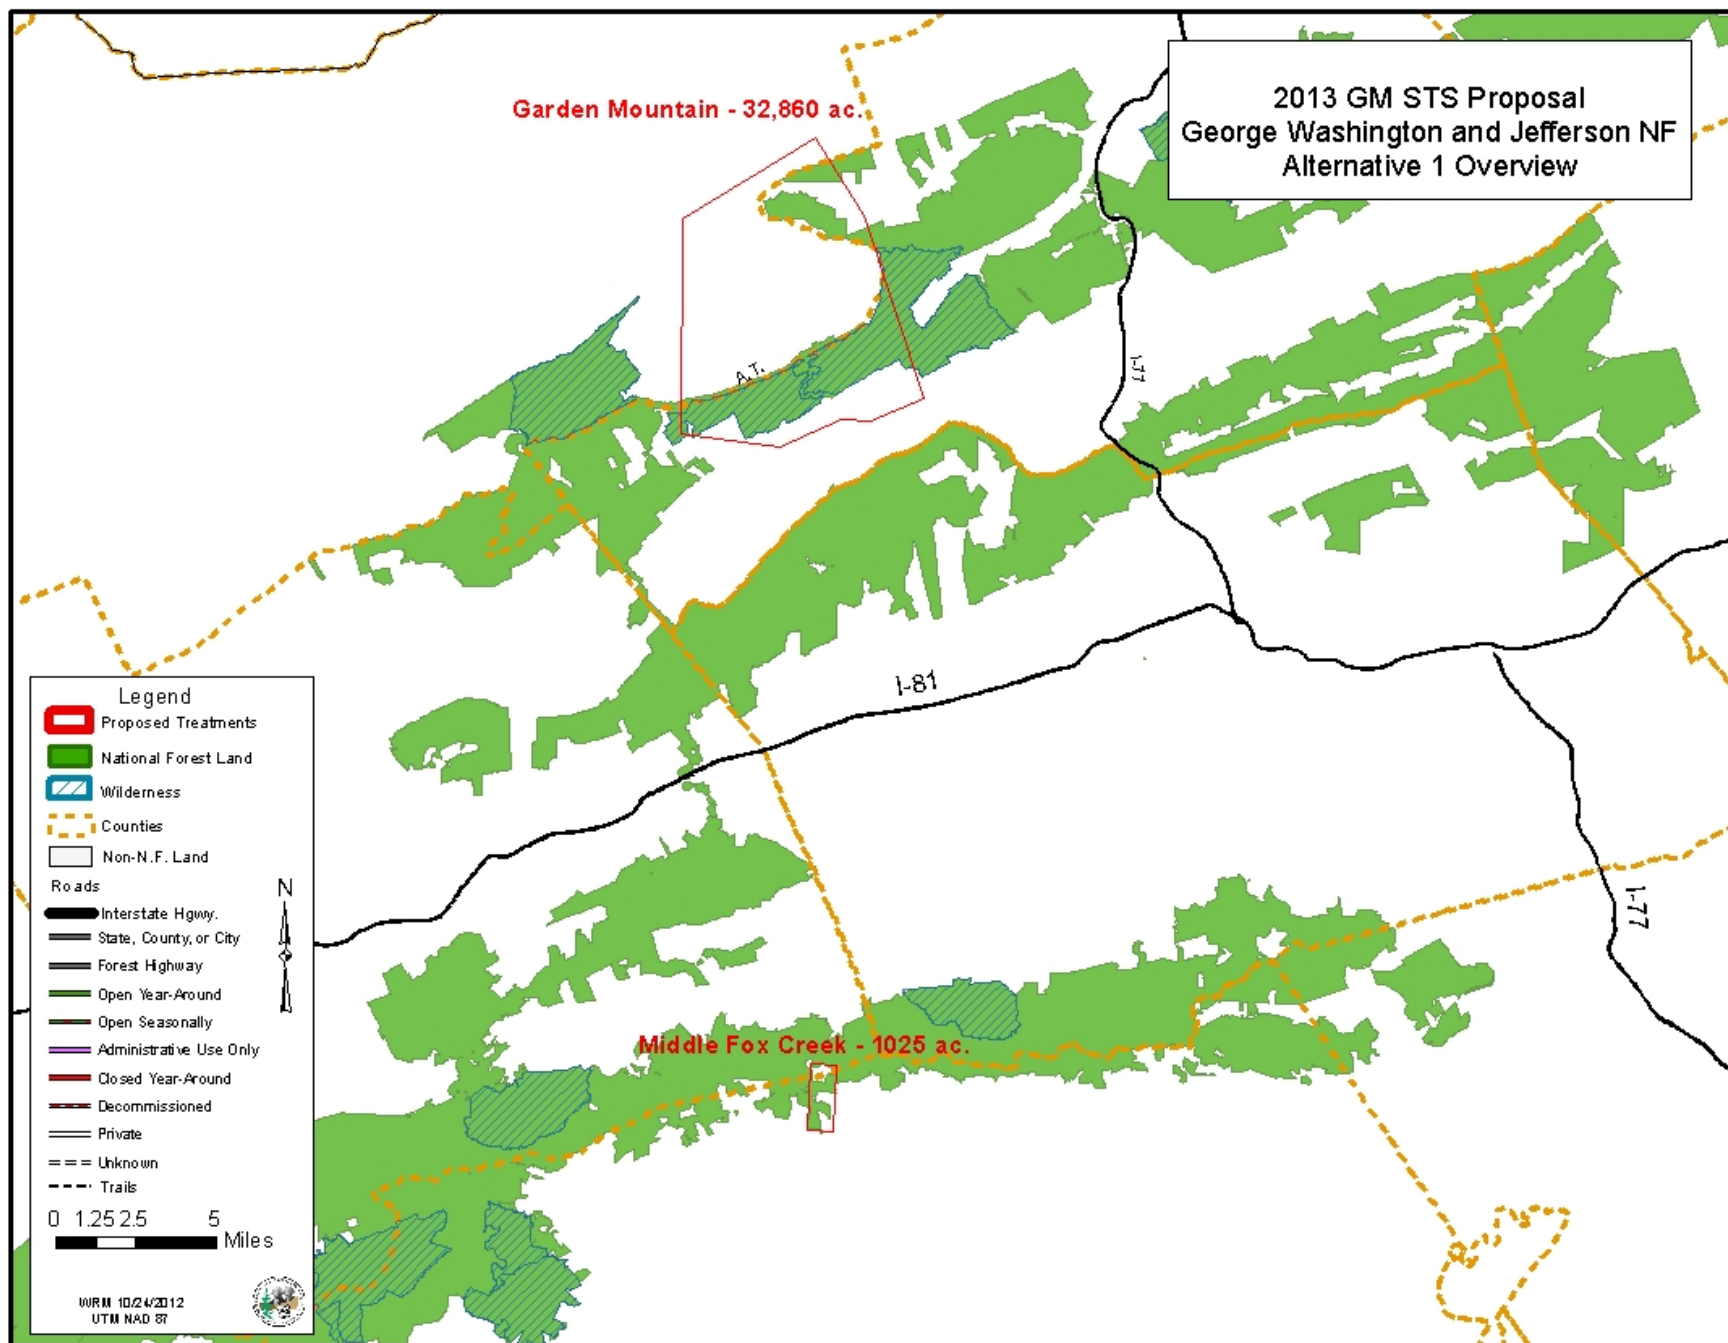 2013 GM STS Proposal
George Washington and Jefferson NF
Alternative 1 Overview
Garden Mountain - 32,860 ac.
A.T.
I-77
I-81
I-77
Middle Fox Creek - 1025 ac.
Legend
Proposed Treatments
National Forest Land
Wilderness
Counties
Non-N.F. Land
Roads
N
Interstate Hgwy.
State, County, or City
Forest Highway
Open Year-Around
Open Seasonally
Administrative Use Only
Closed Year-Around
Decommissioned
Private
Unknown
Trails
0 1.25 2.5 5
Miles
WRM 10/24/2012
UTM NAD 87